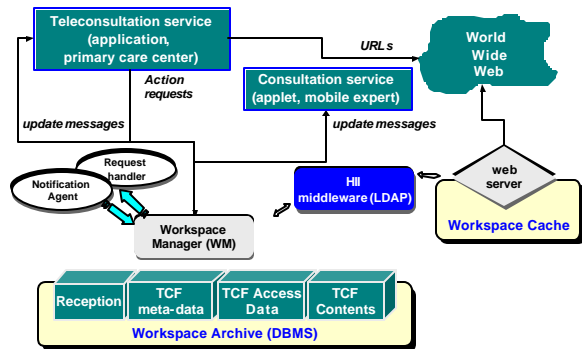 Teleconsultation service
(application,
primary care center)
URLs
World
Wide
Web
Action
requests
Consultation service
(applet, mobile expert)
update messages
update messages
Request
handler
Notification
Agent
HII
middleware (LDAP)
web
server
Workspace Cache
Workspace
Manager (WM)
Reception
TCF
meta-data
TCF Access
Data
TCF
Contents
Workspace Archive (DBMS)